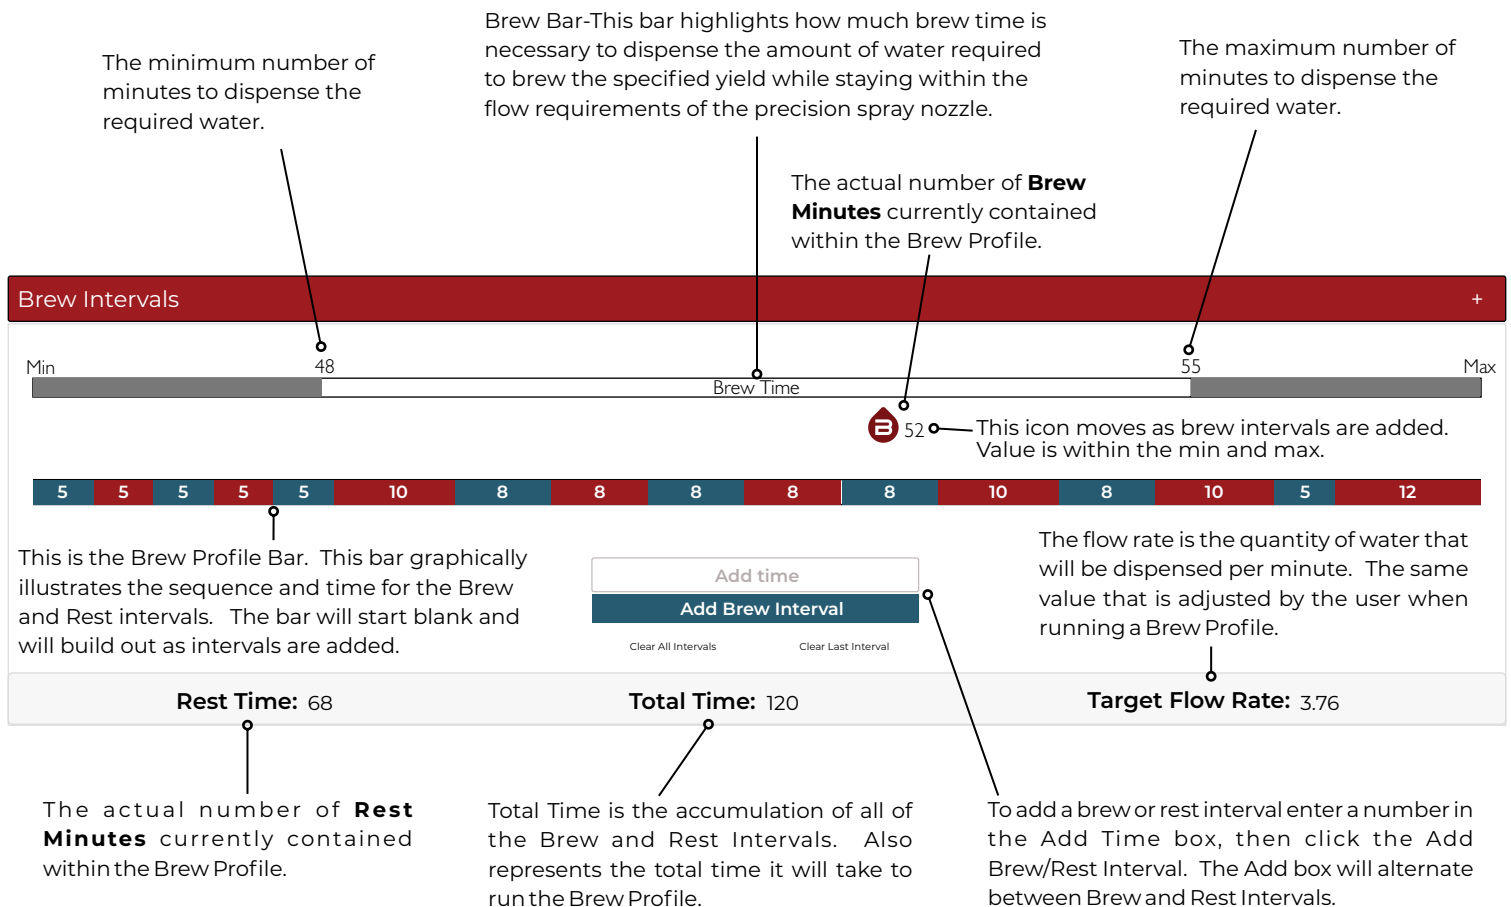 Brew Bar-This bar highlights how much brew time is
necessary to dispense the amount of water required
to brew the specified yield while staying within the
flow requirements of the precision spray nozzle.
The minimum number of
minutes to dispense the
required water.
The maximum number of
minutes to dispense the
required water.
The actual number of Brew
Minutes currently contained
within the Brew Profile.
Brew Intervals +
Min 48 55 Max
Brew Time
B 52
This icon moves as brew intervals are added.
Value is within the min and max.
5 5 5 5 5 10 8 8 8 8 8 10 8 10 5 12
This is the Brew Profile Bar. This bar graphically
illustrates the sequence and time for the Brew
and Rest intervals. The bar will start blank and
will build out as intervals are added.
Add time
Add Brew Interval
Clear All Intervals Clear Last Interval
The flow rate is the quantity of water that
will be dispensed per minute. The same
value that is adjusted by the user when
running a Brew Profile.
Rest Time: 68 Total Time: 120 Target Flow Rate: 3.76
The actual number of Rest
Minutes currently contained
within the Brew Profile.
Total Time is the accumulation of all of
the Brew and Rest Intervals. Also
represents the total time it will take to
run the Brew Profile.
To add a brew or rest interval enter a number in
the Add Time box, then click the Add
Brew/Rest Interval. The Add box will alternate
between Brew and Rest Intervals.